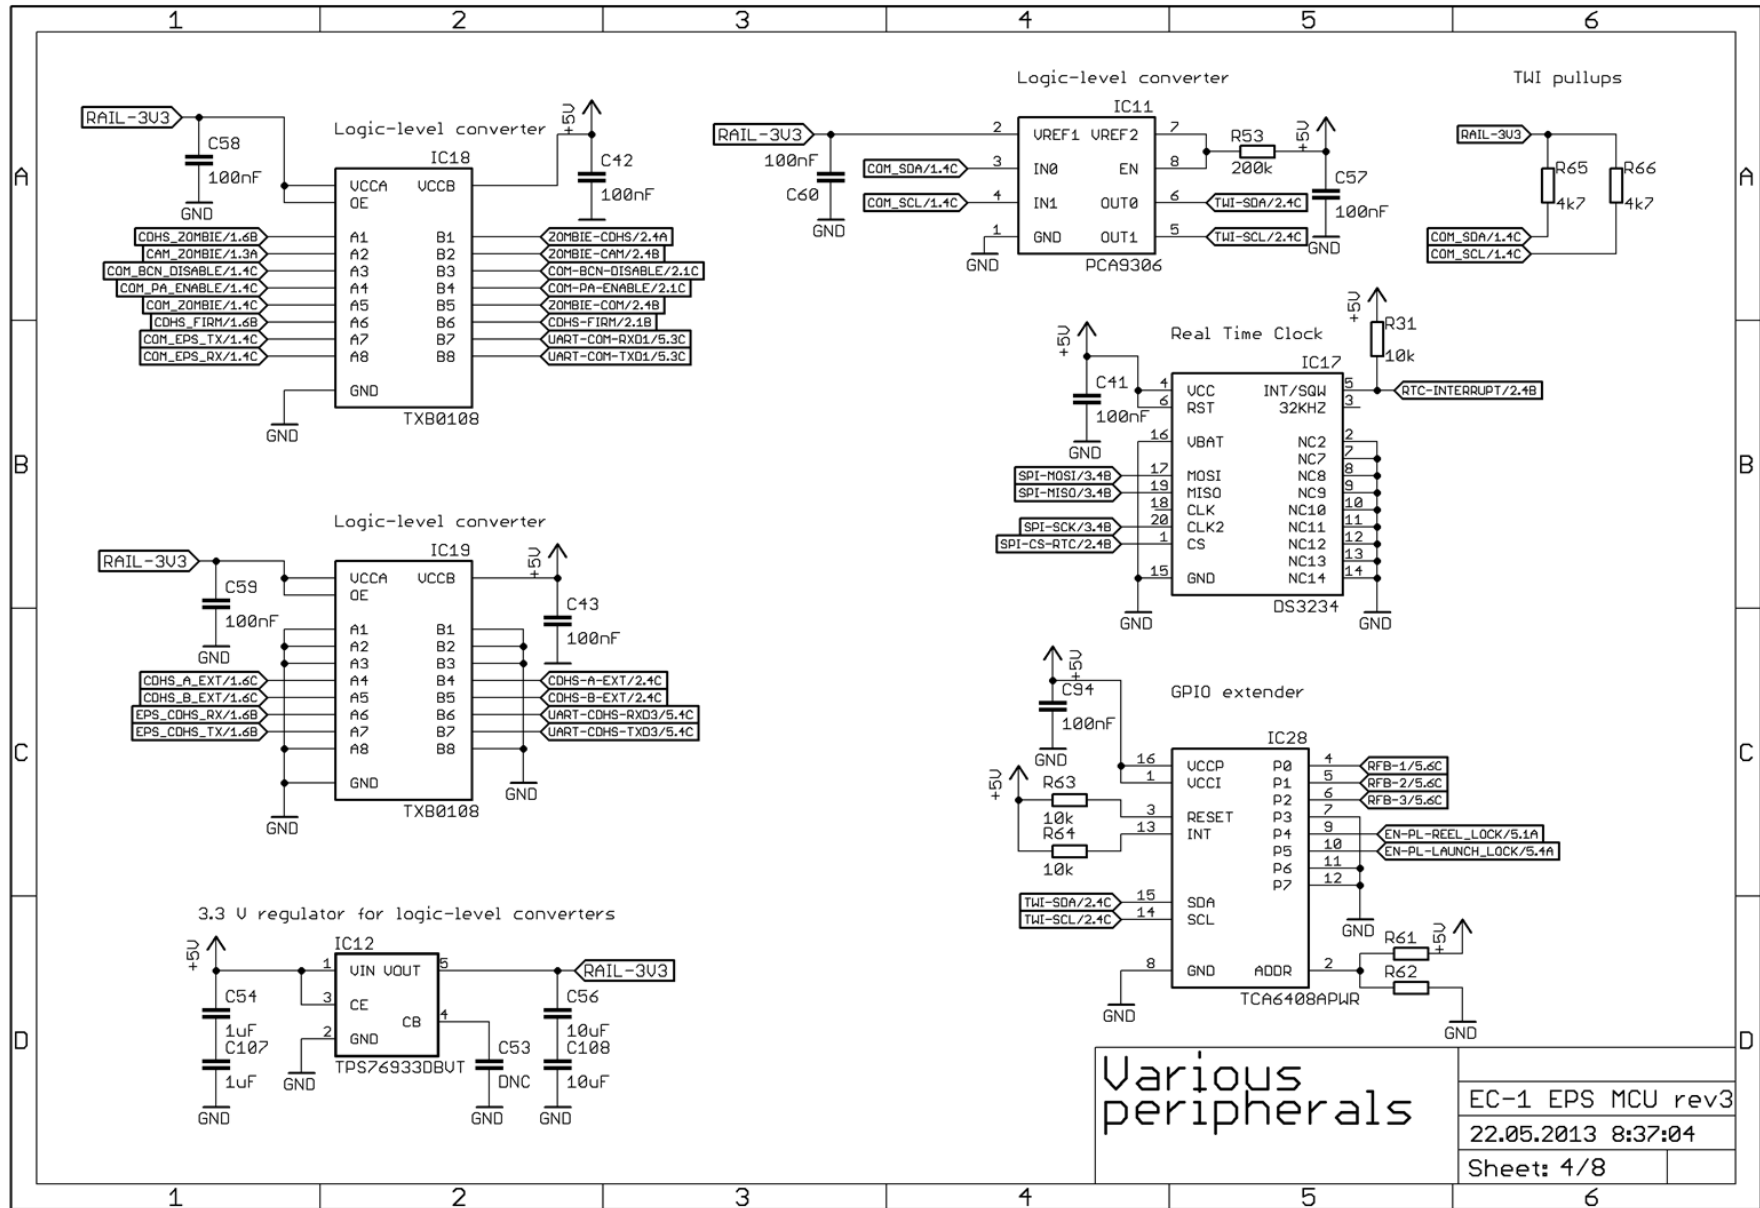 1 2 3 4 5 6
A
B
C
D
RAIL-3V3
C58
100nF
GND
Logic-level converter
IC18
+5V
C42
100nF
GND
VCCA VCCB
OE
A1 B1
A2 B2
A3 B3
A4 B4
A5 B5
A6 B6
A7 B7
A8 B8
GND
TXB0108
CDHS_ZOMBIE/1.6B
CAM_ZOMBIE/1.3A
COM_BCN_DISABLE/1.4C
COM_PA_ENABLE/1.4C
COM_ZOMBIE/1.4C
CDHS_FIRM/1.6B
COM_EPS_TX/1.4C
COM_EPS_RX/1.4C
ZOMBIE-CDHS/2.4A
ZOMBIE-CAM/2.4B
COM-BCN-DISABLE/2.1C
COM-PA-ENABLE/2.1C
ZOMBIE-COM/2.4B
CDHS-FIRM/2.1B
UART-COM-RXD1/5.3C
UART-COM-TXD1/5.3C
Logic-level converter
IC19
RAIL-3V3
C59
100nF
GND
+5V
C43
100nF
VCCA VCCB
OE
A1 B1
A2 B2
A3 B3
A4 B4
A5 B5
A6 B6
A7 B7
A8 B8
GND
GND
GND
TXB0108
CDHS_A_EXT/1.6C
CDHS_B_EXT/1.6C
EPS_CDHS_RX/1.6B
EPS_CDHS_TX/1.6B
CDHS-A-EXT/2.4C
CDHS-B-EXT/2.4C
UART-CDHS-RXD3/5.4C
UART-CDHS-TXD3/5.4C
3.3 V regulator for logic-level converters
IC12
+5V
C54
1uF
C107
1uF
GND
1 VIN VOUT 5
3 CE
CB 4
2 GND
TPS76933DBVT
GND
C53
DNC
GND
RAIL-3V3
C56
10uF
C108
10uF
GND
Logic-level converter
IC11
RAIL-3V3
100nF
C60
GND
COM_SDA/1.4C
COM_SCL/1.4C
2 VREF1 VREF2 7
3 IN0 EN 8
4 IN1 OUT0 6
1 GND OUT1 5
GND
PCA9306
R53
200k
+5V
C57
100nF
GND
TWI-SDA/2.4C
TWI-SCL/2.4C
TWI pullups
RAIL-3V3
R65
4k7
R66
4k7
COM_SDA/1.4C
COM_SCL/1.4C
Real Time Clock
IC17
+5V
C41
100nF
GND
+5V
R31
10k
RTC-INTERRUPT/2.4B
4 VCC INT/SQW 5
6 RST 32KHZ 3
16 VBAT NC2 2
NC7 7
17 MOSI NC8 8
19 MISO NC9 9
18 CLK NC10 10
20 CLK2 NC11 11
1 CS NC12 12
NC13 13
15 GND NC14 14
DS3234
GND
GND
SPI-MOSI/3.4B
SPI-MISO/3.4B
SPI-SCK/3.4B
SPI-CS-RTC/2.4B
GPIO extender
IC28
+5V
C94
100nF
GND
+5V
R63
10k
R64
10k
16 VCCP P0 4
1 VCCI P1 5
P2 6
3 RESET P3 7
13 INT P4 9
P5 10
P6 11
P7 12
15 SDA
14 SCL
8 GND ADDR 2
TCA6408APWR
TWI-SDA/2.4C
TWI-SCL/2.4C
GND
RFB-1/5.6C
RFB-2/5.6C
RFB-3/5.6C
EN-PL-REEL_LOCK/5.1A
EN-PL-LAUNCH_LOCK/5.4A
GND
R61
+5V
R62
GND
Various
peripherals
EC-1 EPS MCU rev3
22.05.2013 8:37:04
Sheet: 4/8
A
B
C
D
1 2 3 4 5 6